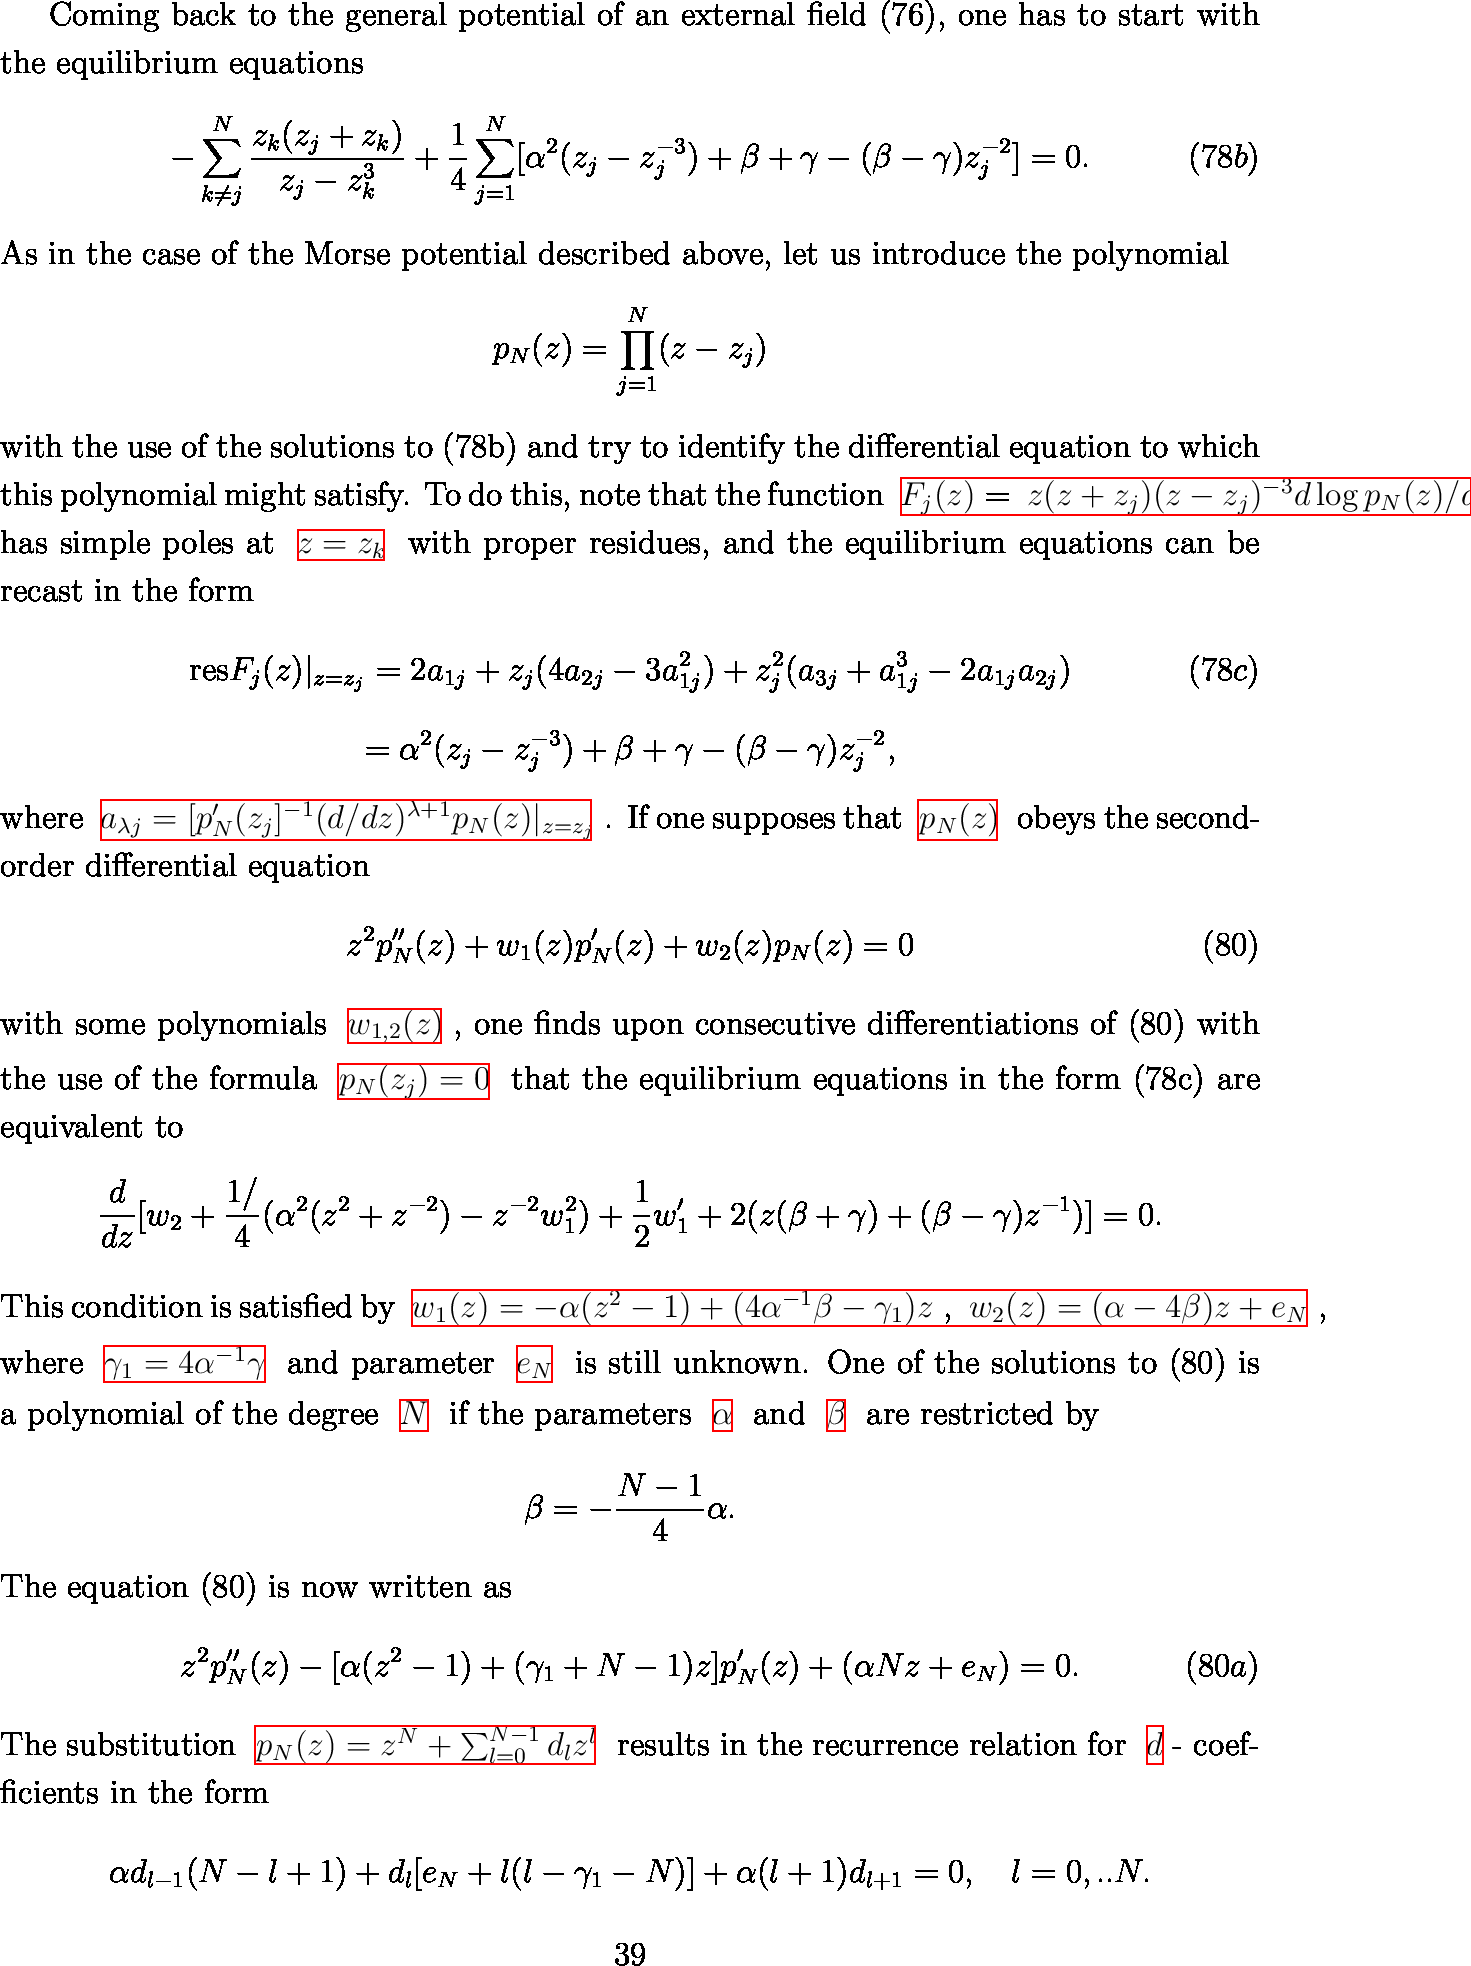 Coming back to the general potential of an external field (76), one has to start with
the equilibrium equations
$$-\sum_{k\neq j}^{N}\frac{z_k(z_j+z_k)}{z_j-z_k^3}+\frac{1}{4}\sum_{j=1}^{N}[\alpha^2(z_j-z_j^{-3})+\beta+\gamma-(\beta-\gamma)z_j^{-2}]=0. \quad (78b)$$
As in the case of the Morse potential described above, let us introduce the polynomial
$$p_N(z)=\prod_{j=1}^{N}(z-z_j)$$
with the use of the solutions to (78b) and try to identify the differential equation to which
this polynomial might satisfy. To do this, note that the function $F_j(z)= z(z+z_j)(z-z_j)^{-3}d\log p_N(z)/$
has simple poles at $z=z_k$ with proper residues, and the equilibrium equations can be
recast in the form
$$\text{res}F_j(z)|_{z=z_j}=2a_{1j}+z_j(4a_{2j}-3a_{1j}^2)+z_j^2(a_{3j}+a_{1j}^3-2a_{1j}a_{2j}) \quad (78c)$$
$$=\alpha^2(z_j-z_j^{-3})+\beta+\gamma-(\beta-\gamma)z_j^{-2},$$
where $a_{\lambda j}=[p_N'(z_j]^{-1}(d/dz)^{\lambda+1}p_N(z)|_{z=z_j}$ . If one supposes that $p_N(z)$ obeys the second-
order differential equation
$$z^2p_N''(z)+w_1(z)p_N'(z)+w_2(z)p_N(z)=0 \quad (80)$$
with some polynomials $w_{1,2}(z)$ , one finds upon consecutive differentiations of (80) with
the use of the formula $p_N(z_j)=0$ that the equilibrium equations in the form (78c) are
equivalent to
$$\frac{d}{dz}[w_2+\frac{1/}{4}(\alpha^2(z^2+z^{-2})-z^{-2}w_1^2)+\frac{1}{2}w_1'+2(z(\beta+\gamma)+(\beta-\gamma)z^{-1})]=0.$$
This condition is satisfied by $w_1(z)=-\alpha(z^2-1)+(4\alpha^{-1}\beta-\gamma_1)z$ , $w_2(z)=(\alpha-4\beta)z+e_N$ ,
where $\gamma_1=4\alpha^{-1}\gamma$ and parameter $e_N$ is still unknown. One of the solutions to (80) is
a polynomial of the degree $N$ if the parameters $\alpha$ and $\beta$ are restricted by
$$\beta=-\frac{N-1}{4}\alpha.$$
The equation (80) is now written as
$$z^2p_N''(z)-[\alpha(z^2-1)+(\gamma_1+N-1)z]p_N'(z)+(\alpha Nz+e_N)=0. \quad (80a)$$
The substitution $p_N(z)=z^N+\sum_{l=0}^{N-1}d_lz^l$ results in the recurrence relation for $d$ - coef-
ficients in the form
$$\alpha d_{l-1}(N-l+1)+d_l[e_N+l(l-\gamma_1-N)]+\alpha(l+1)d_{l+1}=0, \quad l=0,..N.$$
39